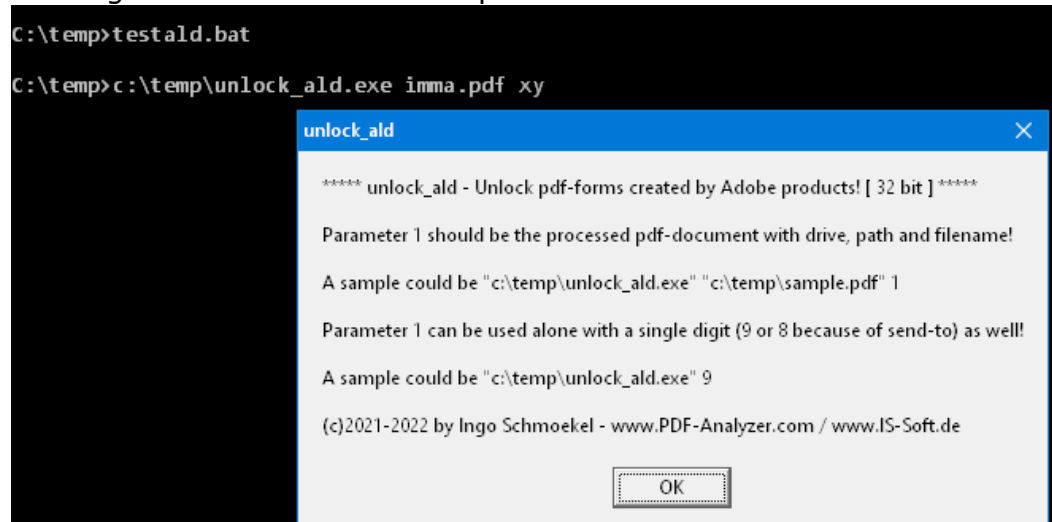 C:\temp>testald.bat
C:\temp>c:\temp\unlock_ald.exe imma.pdf xy
unlock_ald
***** unlock_ald - Unlock pdf-forms created by Adobe products! [ 32 bit ] *****
Parameter 1 should be the processed pdf-document with drive, path and filename!
A sample could be "c:\temp\unlock_ald.exe" "c:\temp\sample.pdf" 1
Parameter 1 can be used alone with a single digit (9 or 8 because of send-to) as well!
A sample could be "c:\temp\unlock_ald.exe" 9
(c)2021-2022 by Ingo Schmoekel - www.PDF-Analyzer.com / www.IS-Soft.de
OK